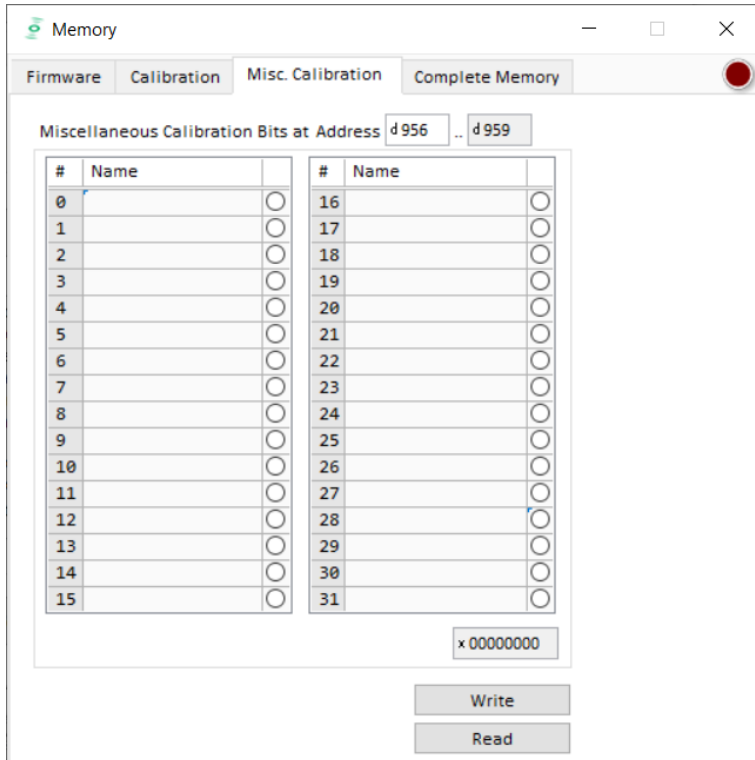 Memory
Firmware Calibration Misc. Calibration Complete Memory
Miscellaneous Calibration Bits at Address d 956 .. d 959
# Name # Name
0 16
1 17
2 18
3 19
4 20
5 21
6 22
7 23
8 24
9 25
10 26
11 27
12 28
13 29
14 30
15 31
x 00000000
Write
Read